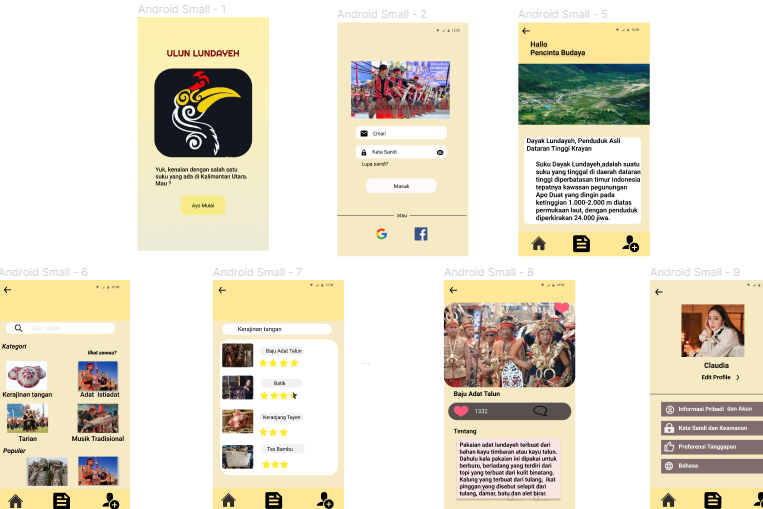 Android Small - 1
ULUN LUNDAYEH
Yuk, kenalan dengan salah satu
suku yang ada di Kalimantan Utara.
Mau ?
Ayo Mulai
Android Small - 2
12:30
Email
Kata Sandi
Lupa sandi?
Masuk
atau
Android Small - 5
Hallo
Pencinta Budaya
Dayak Lundayeh, Penduduk Asli
Dataran Tinggi Krayan
Suku Dayak Lundayeh,adalah suatu
suku yang tinggal di daerah dataran
tinggi diperbatasan timur indonesia
tepatnya kawasan pegunungan
Apo Duat yang dingin pada
ketinggian 1.000-2.000 m diatas
permukaan laut, dengan penduduk
diperkirakan 24.000 jiwa.
Android Small - 6
Cari disini
Kategori
lihat semua?
Kerajinan tangan
Adat Istiadat
Tarian
Musik Tradisional
Populer
Android Small - 7
Kerajinan tangan
Baju Adat Talun
Batik
Keranjang Tayen
Tas Bambu
...
Android Small - 8
Baju Adat Talun
1332
Tentang
Pakaian adat lundayeh terbuat dari
bahan kayu timbaran atau kayu talun.
Dahulu kala pakaian ini dipakai untuk
berburu, berladang yang terdiri dari
topi yang terbuat dari kulit binatang.
Kalung yang terbuat dari tulang, ikat
pinggan yang disebut selapit dari
tulang, damar, batu dan alet birar.
Android Small - 9
Claudia
Edit Profile >
Informasi Pribadi dan Akun
Kata Sandi dan Keamanan
Preferensi Tanggapan
Bahasa